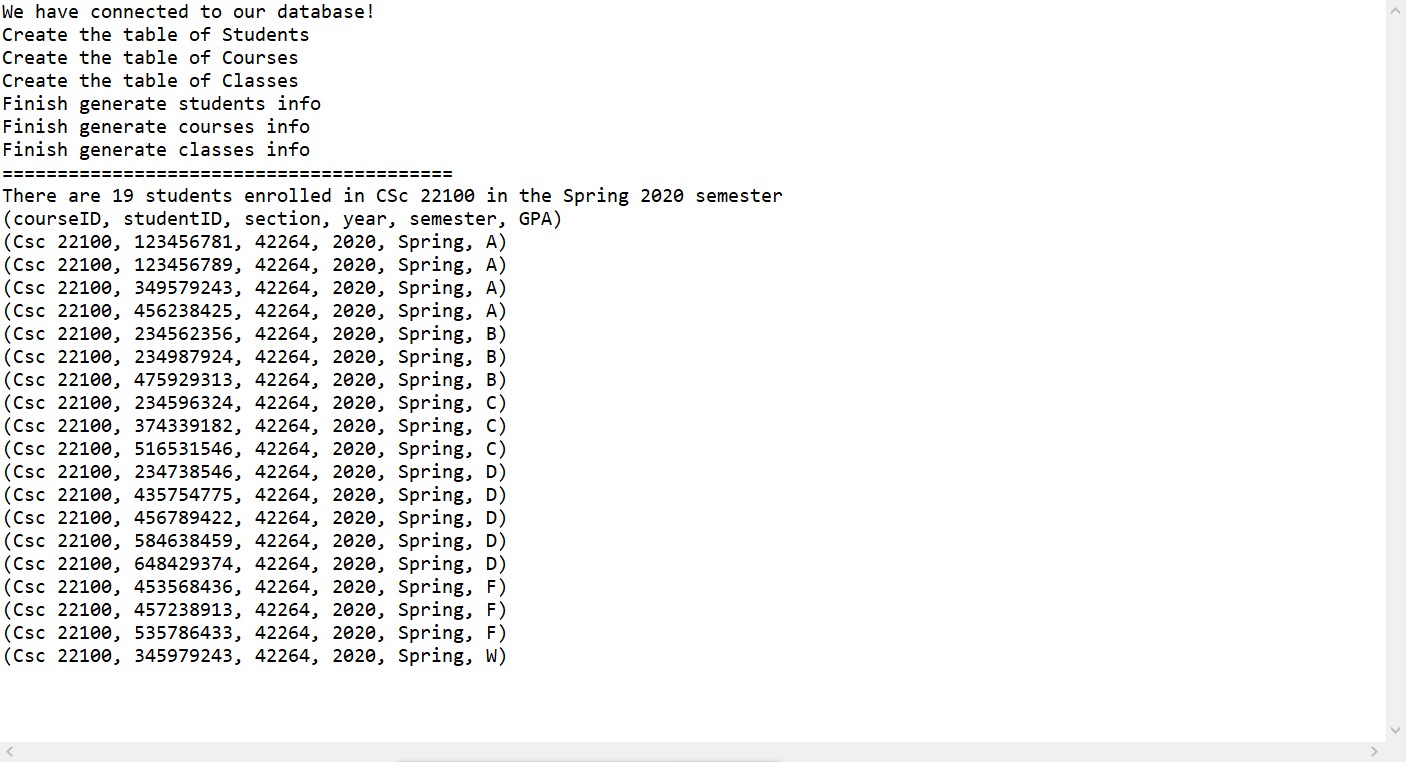 We have connected to our database!
Create the table of Students
Create the table of Courses
Create the table of Classes
Finish generate students info
Finish generate courses info
Finish generate classes info
=========================================
There are 19 students enrolled in CSc 22100 in the Spring 2020 semester
(courseID, studentID, section, year, semester, GPA)
(Csc 22100, 123456781, 42264, 2020, Spring, A)
(Csc 22100, 123456789, 42264, 2020, Spring, A)
(Csc 22100, 349579243, 42264, 2020, Spring, A)
(Csc 22100, 456238425, 42264, 2020, Spring, A)
(Csc 22100, 234562356, 42264, 2020, Spring, B)
(Csc 22100, 234987924, 42264, 2020, Spring, B)
(Csc 22100, 475929313, 42264, 2020, Spring, B)
(Csc 22100, 234596324, 42264, 2020, Spring, C)
(Csc 22100, 374339182, 42264, 2020, Spring, C)
(Csc 22100, 516531546, 42264, 2020, Spring, C)
(Csc 22100, 234738546, 42264, 2020, Spring, D)
(Csc 22100, 435754775, 42264, 2020, Spring, D)
(Csc 22100, 456789422, 42264, 2020, Spring, D)
(Csc 22100, 584638459, 42264, 2020, Spring, D)
(Csc 22100, 648429374, 42264, 2020, Spring, D)
(Csc 22100, 453568436, 42264, 2020, Spring, F)
(Csc 22100, 457238913, 42264, 2020, Spring, F)
(Csc 22100, 535786433, 42264, 2020, Spring, F)
(Csc 22100, 345979243, 42264, 2020, Spring, W)